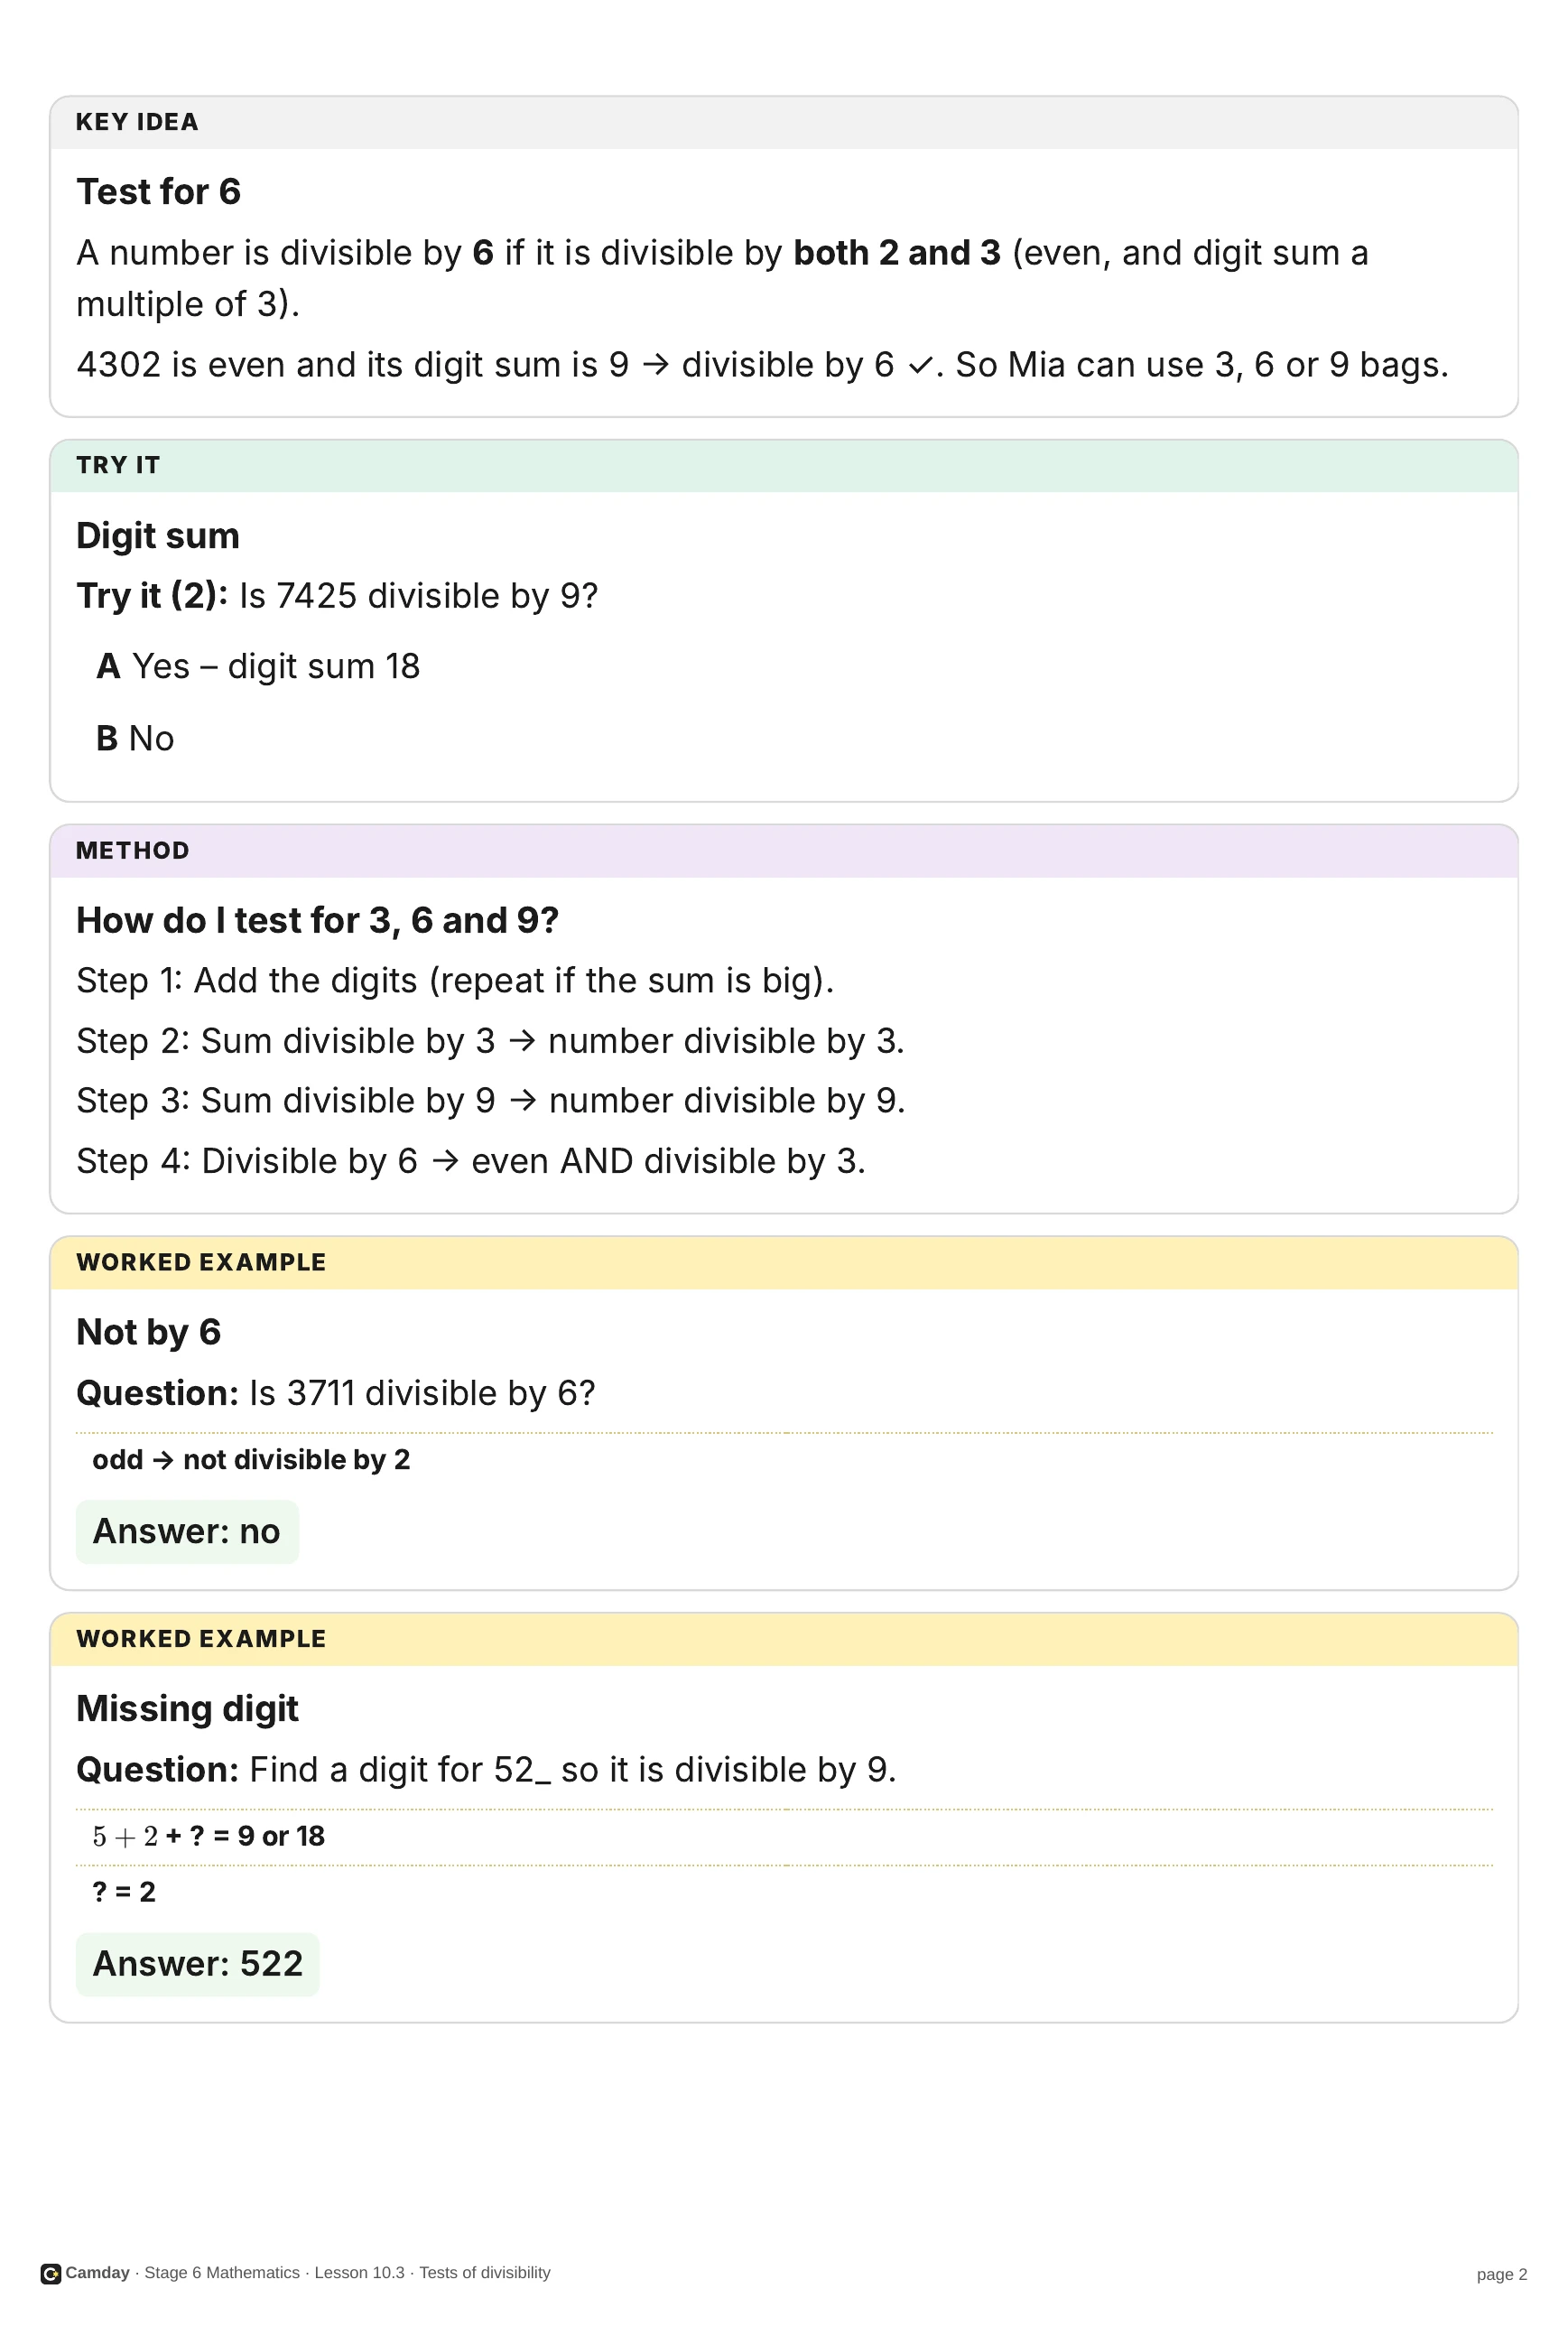 KEY IDEA
Test for 6
A number is divisible by 6 if it is divisible by both 2 and 3 (even, and digit sum a
multiple of 3).
4302 is even and its digit sum is 9 → divisible by 6 ✓. So Mia can use 3, 6 or 9 bags.
TRY IT
Digit sum
Try it (2): Is 7425 divisible by 9?
A Yes – digit sum 18
B No
METHOD
How do I test for 3, 6 and 9?
Step 1: Add the digits (repeat if the sum is big).
Step 2: Sum divisible by 3 → number divisible by 3.
Step 3: Sum divisible by 9 → number divisible by 9.
Step 4: Divisible by 6 → even AND divisible by 3.
WORKED EXAMPLE
Not by 6
Question: Is 3711 divisible by 6?
odd → not divisible by 2
Answer: no
WORKED EXAMPLE
Missing digit
Question: Find a digit for 52_ so it is divisible by 9.
5 + 2 + ? = 9 or 18
? = 2
Answer: 522
Camday · Stage 6 Mathematics · Lesson 10.3 · Tests of divisibility
page 2